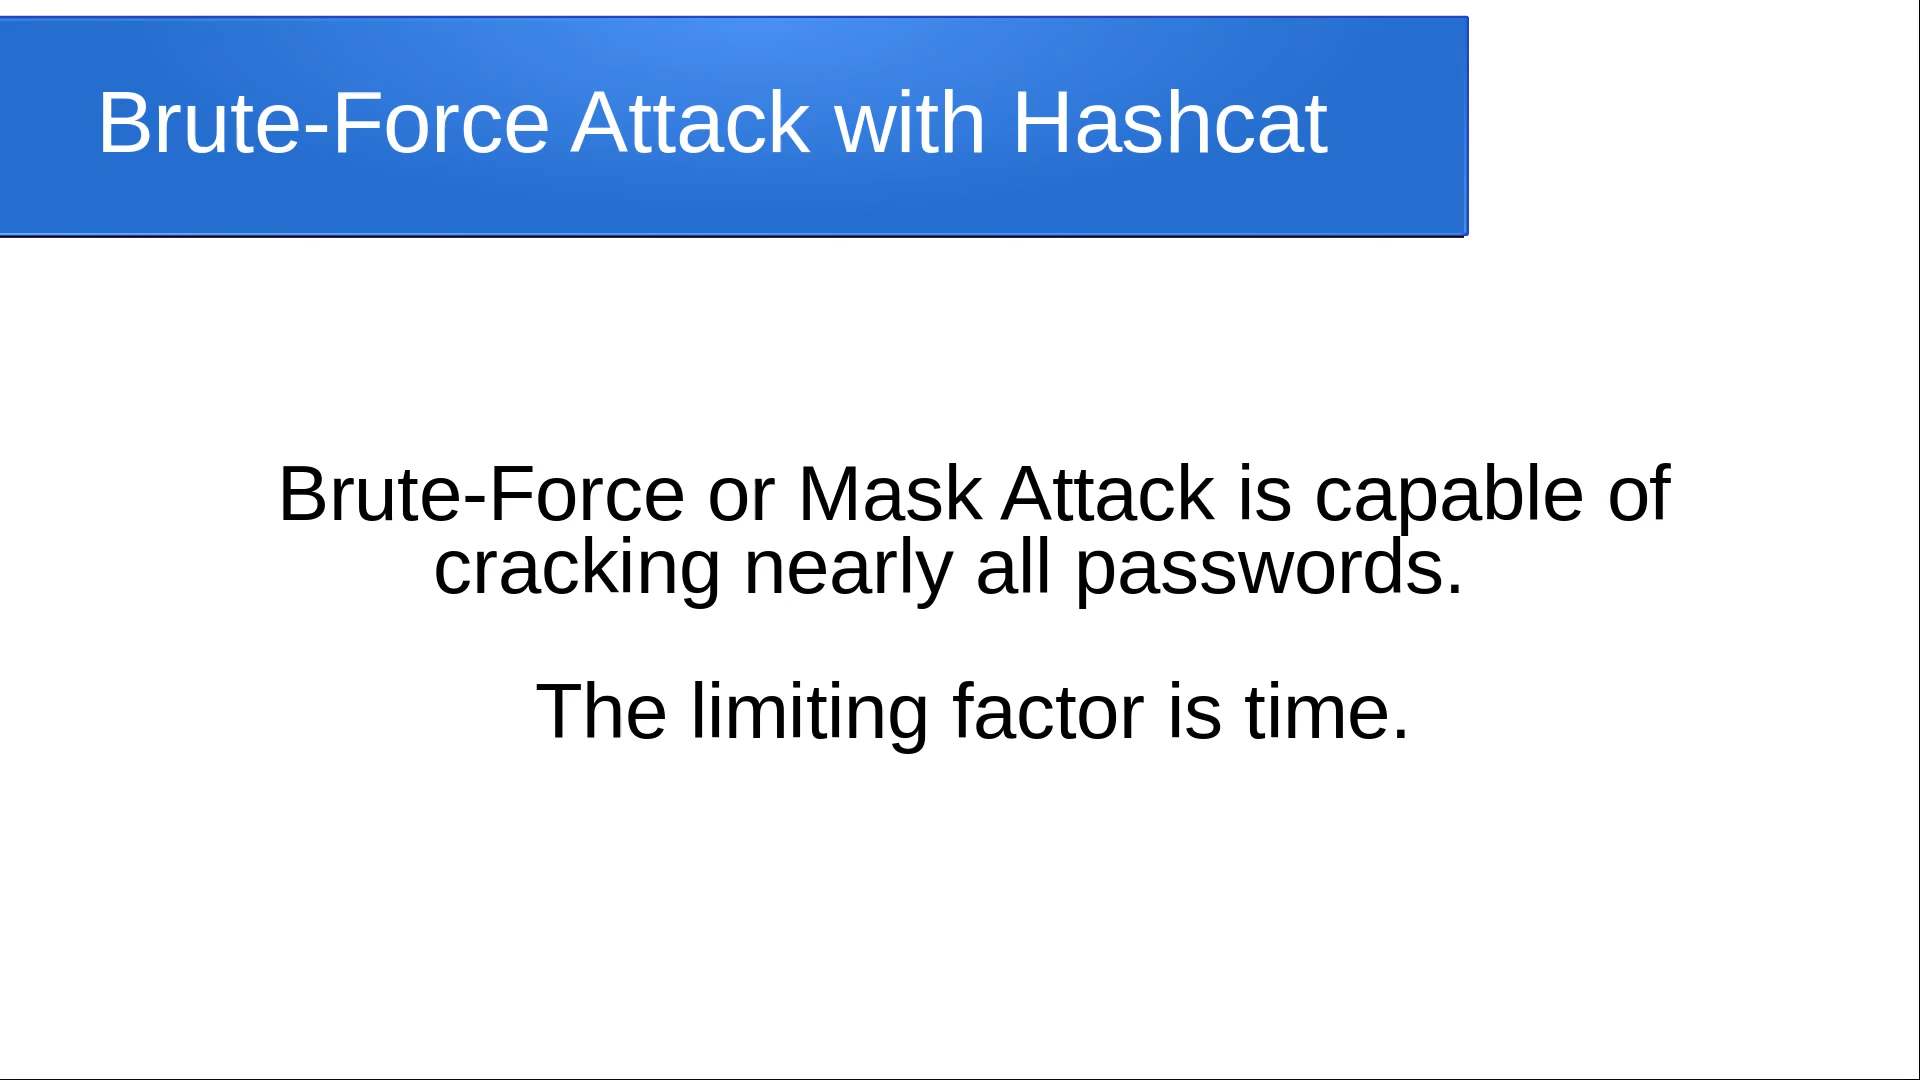 Brute-Force Attack with Hashcat
Brute-Force or Mask Attack is capable of
cracking nearly all passwords.
The limiting factor is time.